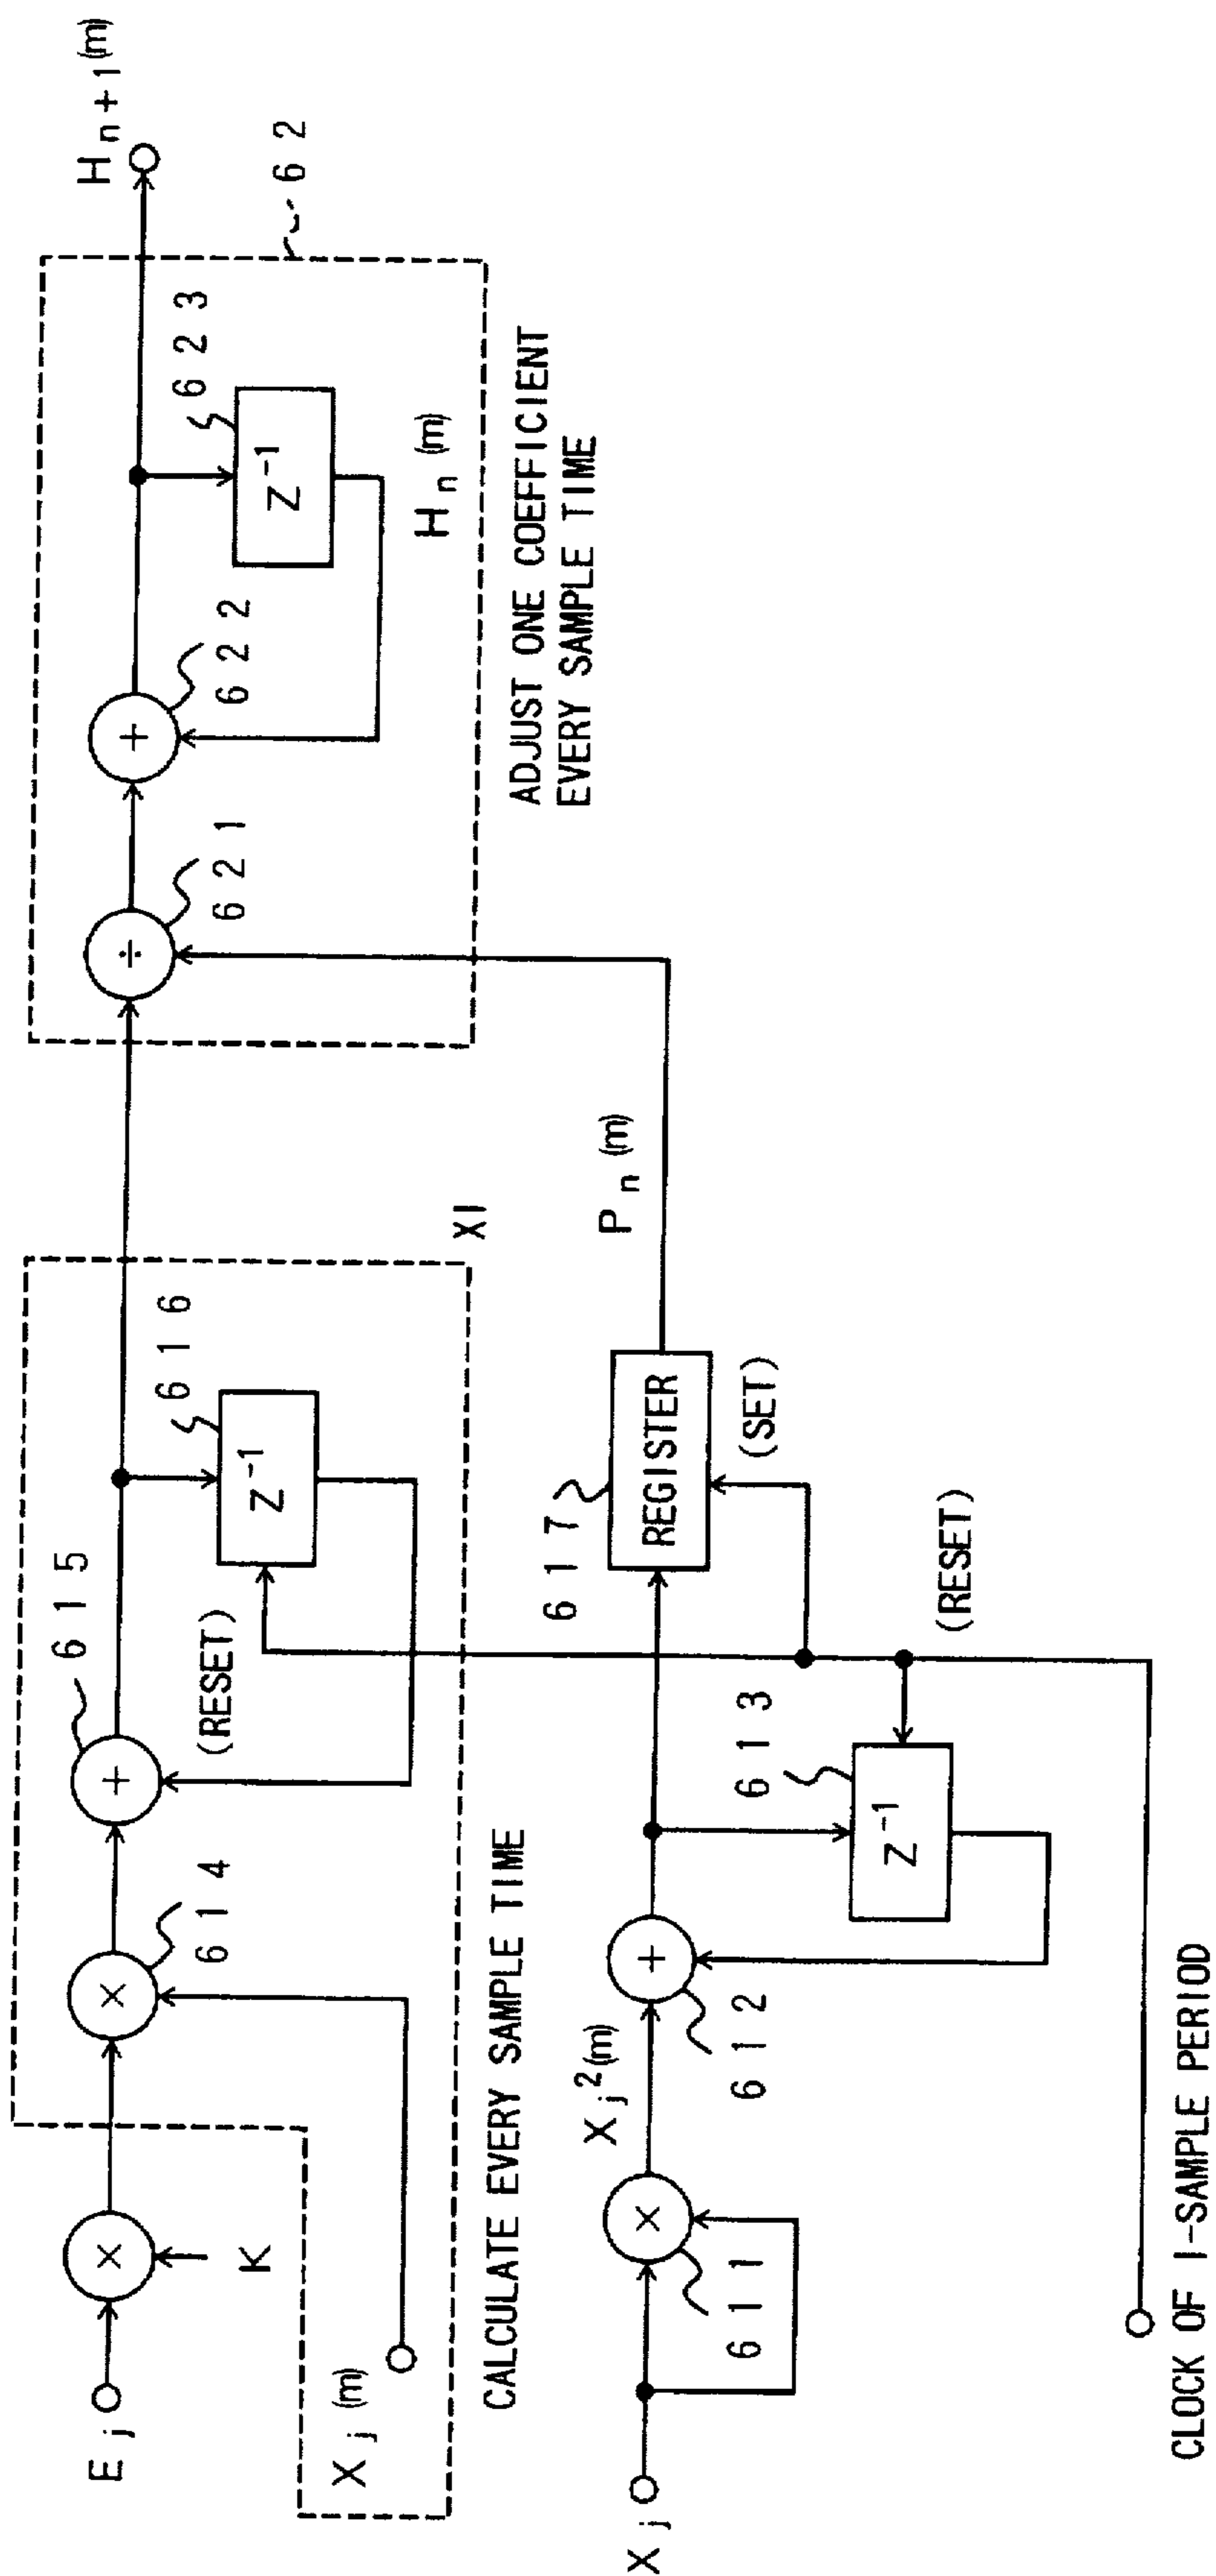 H n+1 (m)
6 2
6 2 3
Z⁻¹
H n (m)
+
6 2 2
÷
6 2 1
ADJUST ONE COEFFICIENT
EVERY SAMPLE TIME
XI
P n (m)
6 1 6
Z⁻¹
6 1 5
+
(RESET)
×
6 1 4
×
K
E j
X j (m)
CALCULATE EVERY SAMPLE TIME
6 1 7
REGISTER
(SET)
(RESET)
6 1 3
Z⁻¹
+
6 1 2
X j ² (m)
×
6 1 1
X j
CLOCK OF I-SAMPLE PERIOD